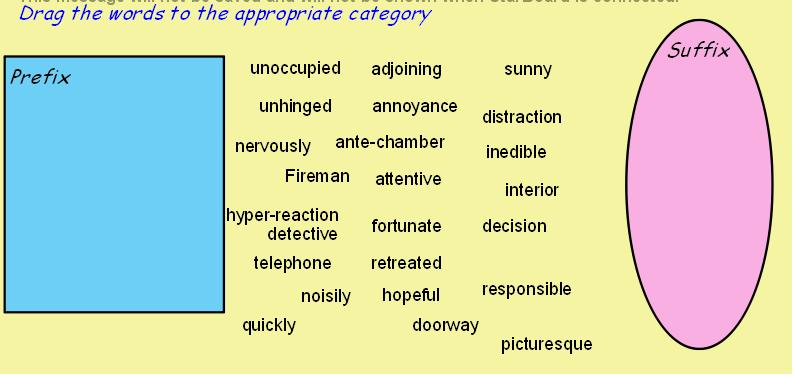 This message will not be saved and will not be shown when StarBoard is connected.
Drag the words to the appropriate category
Prefix
Suffix
unoccupied adjoining sunny
unhinged annoyance distraction
nervously ante-chamber inedible
Fireman attentive interior
hyper-reaction
detective fortunate decision
telephone retreated
noisily hopeful responsible
quickly doorway
picturesque